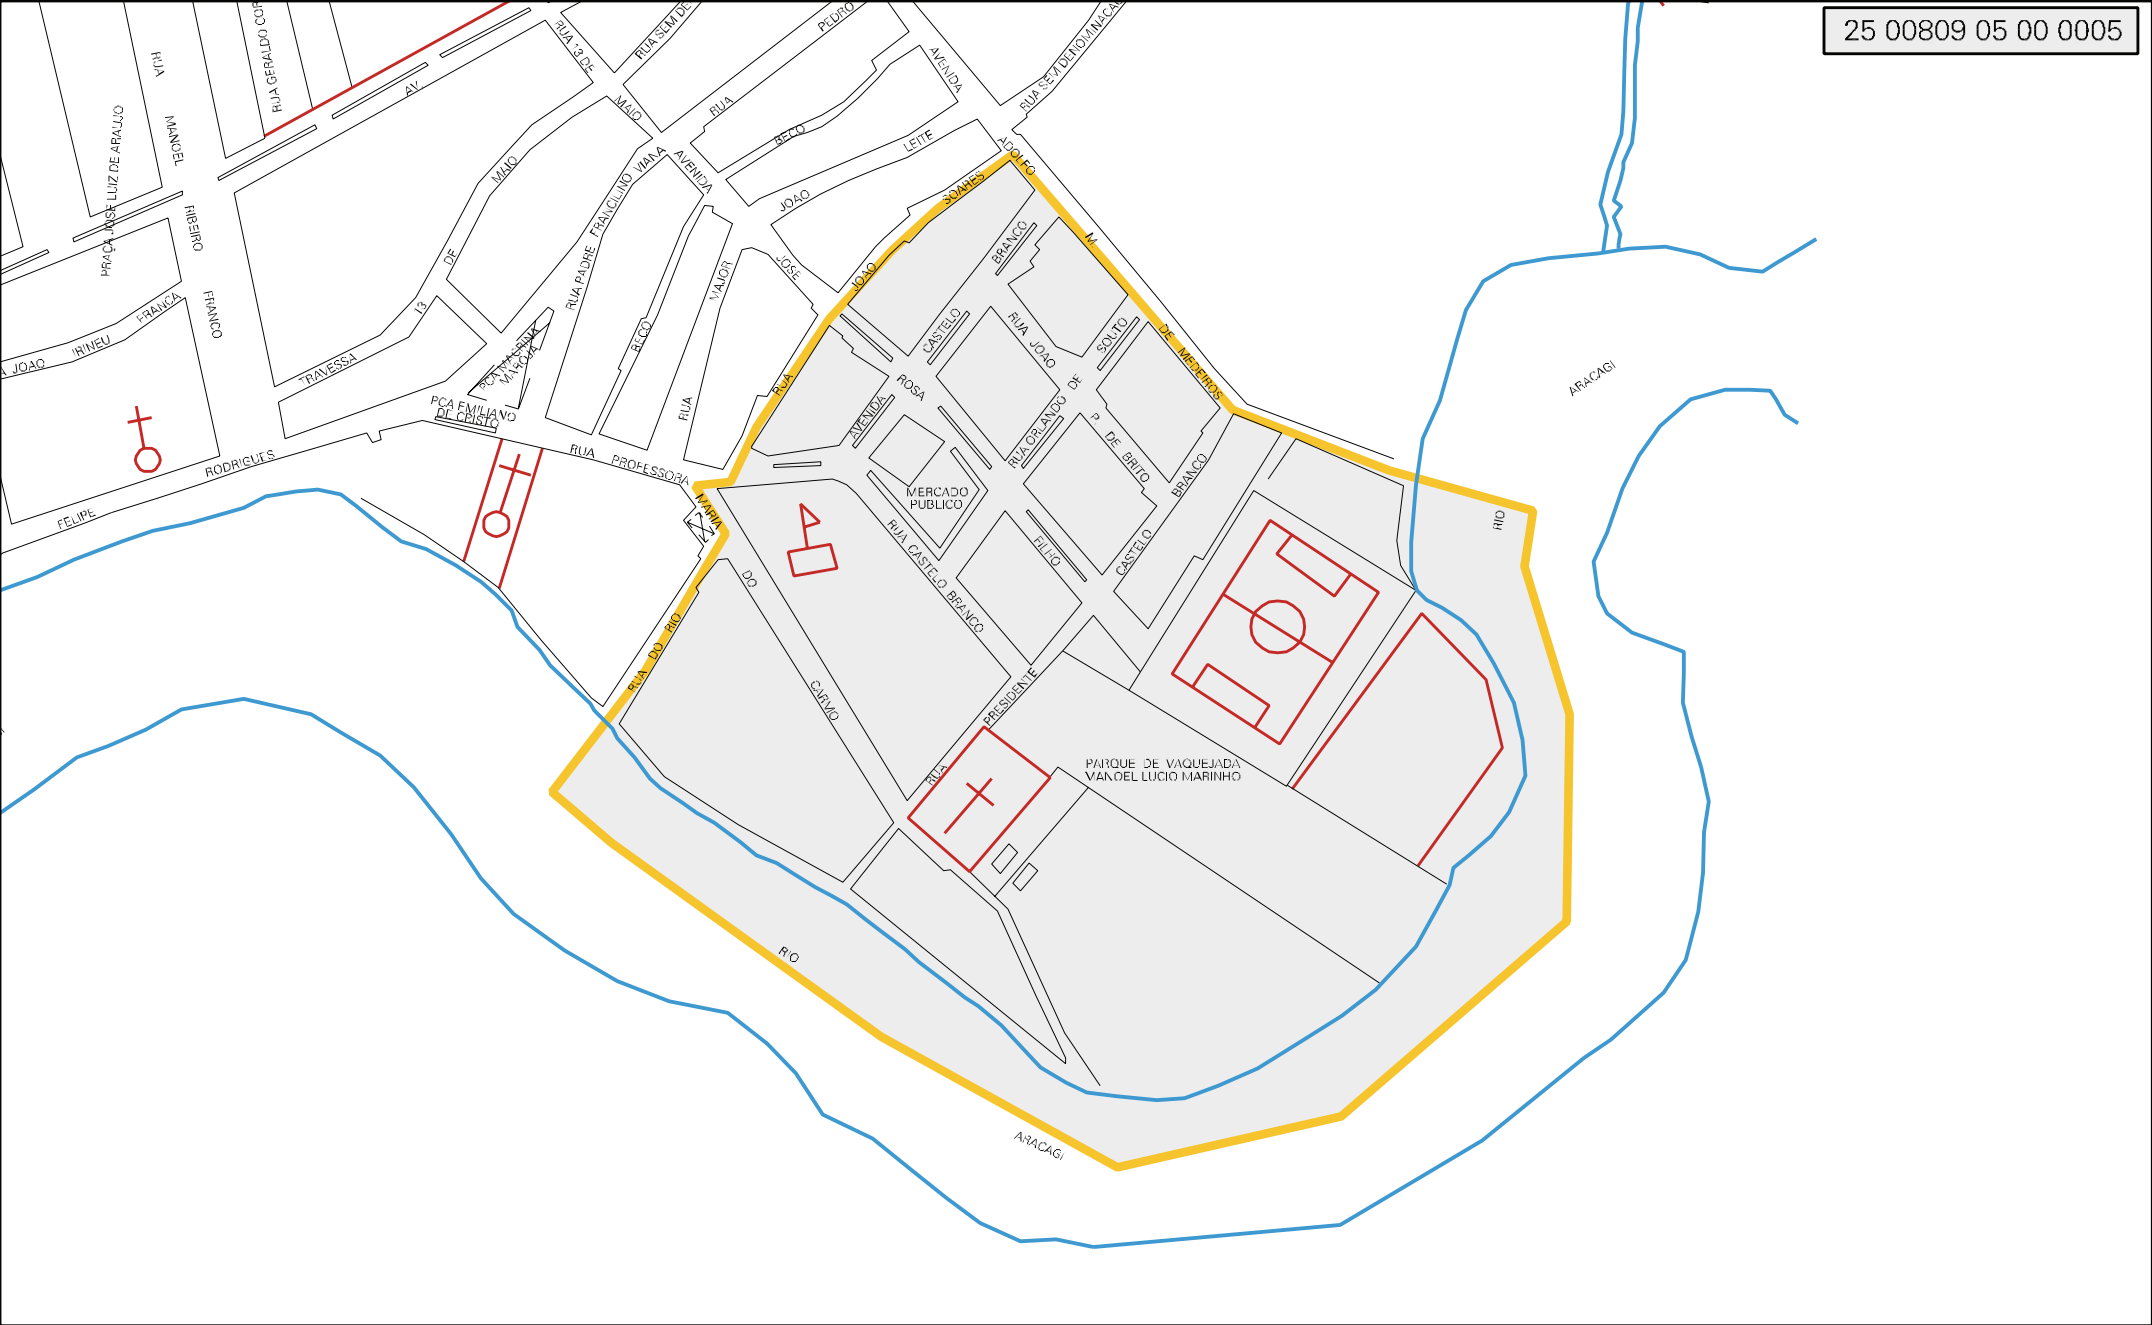 25 00809 05 00 0005
RUA
MANOEL
RIBEIRO
FRANCO
RUA GERALDO COR
PRAÇA JOSE LUIZ DE ARAUJO
AV.
RUA 13 DE
MAIO
RUA SEM DE
RUA
PEDRO
AVENIDA
RUA SEM DENOMINACAO
BECO
JOAO
LEITE
AVENIDA
ADOLFO
M.
DE MEDEIROS
RUA
JOAO
SOARES
TRAVESSA
13
DE
MAIO
RUA PADRE
FRANCILINO
VIANA
BECO
RUA
MAJOR
JOSE
A JOAO
IRINEU
FRANCA
PCA MACRINA
MAROJA
PCA EMILIANO
DE CRISTO
FELIPE
RODRIGUES
RUA
PROFESSORA
MARIA
DO
CARMO
RUA DO RIO
AVENIDA
CASTELO
BRANCO
ROSA
FILHO
RUA
JOAO
P
DE
BRITO
RUA ORLANDO
DE
SOUTO
MERCADO
PUBLICO
RUA CASTELO BRANCO
RUA
PRESIDENTE
CASTELO
BRANCO
PARQUE DE VAQUEJADA
MANOEL LUCIO MARINHO
RIO
ARACAGI
RIO
ARACAGI